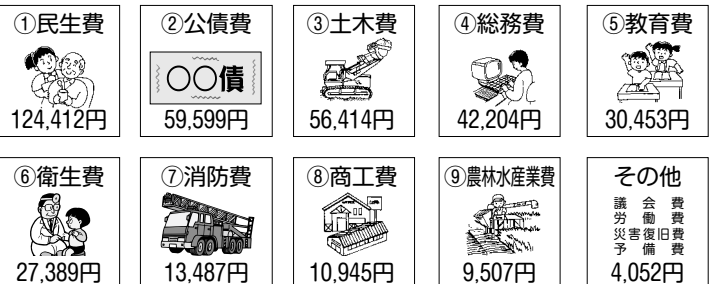 ①民生費
②公債費
③土木費
④総務費
⑤教育費
○○債
124,412円
59,599円
56,414円
42,204円
30,453円
⑥衛生費
⑦消防費
⑧商工費
⑨農林水産業費
その他
議会費
労働費
災害復旧費
予備費
27,389円
13,487円
10,945円
9,507円
4,052円